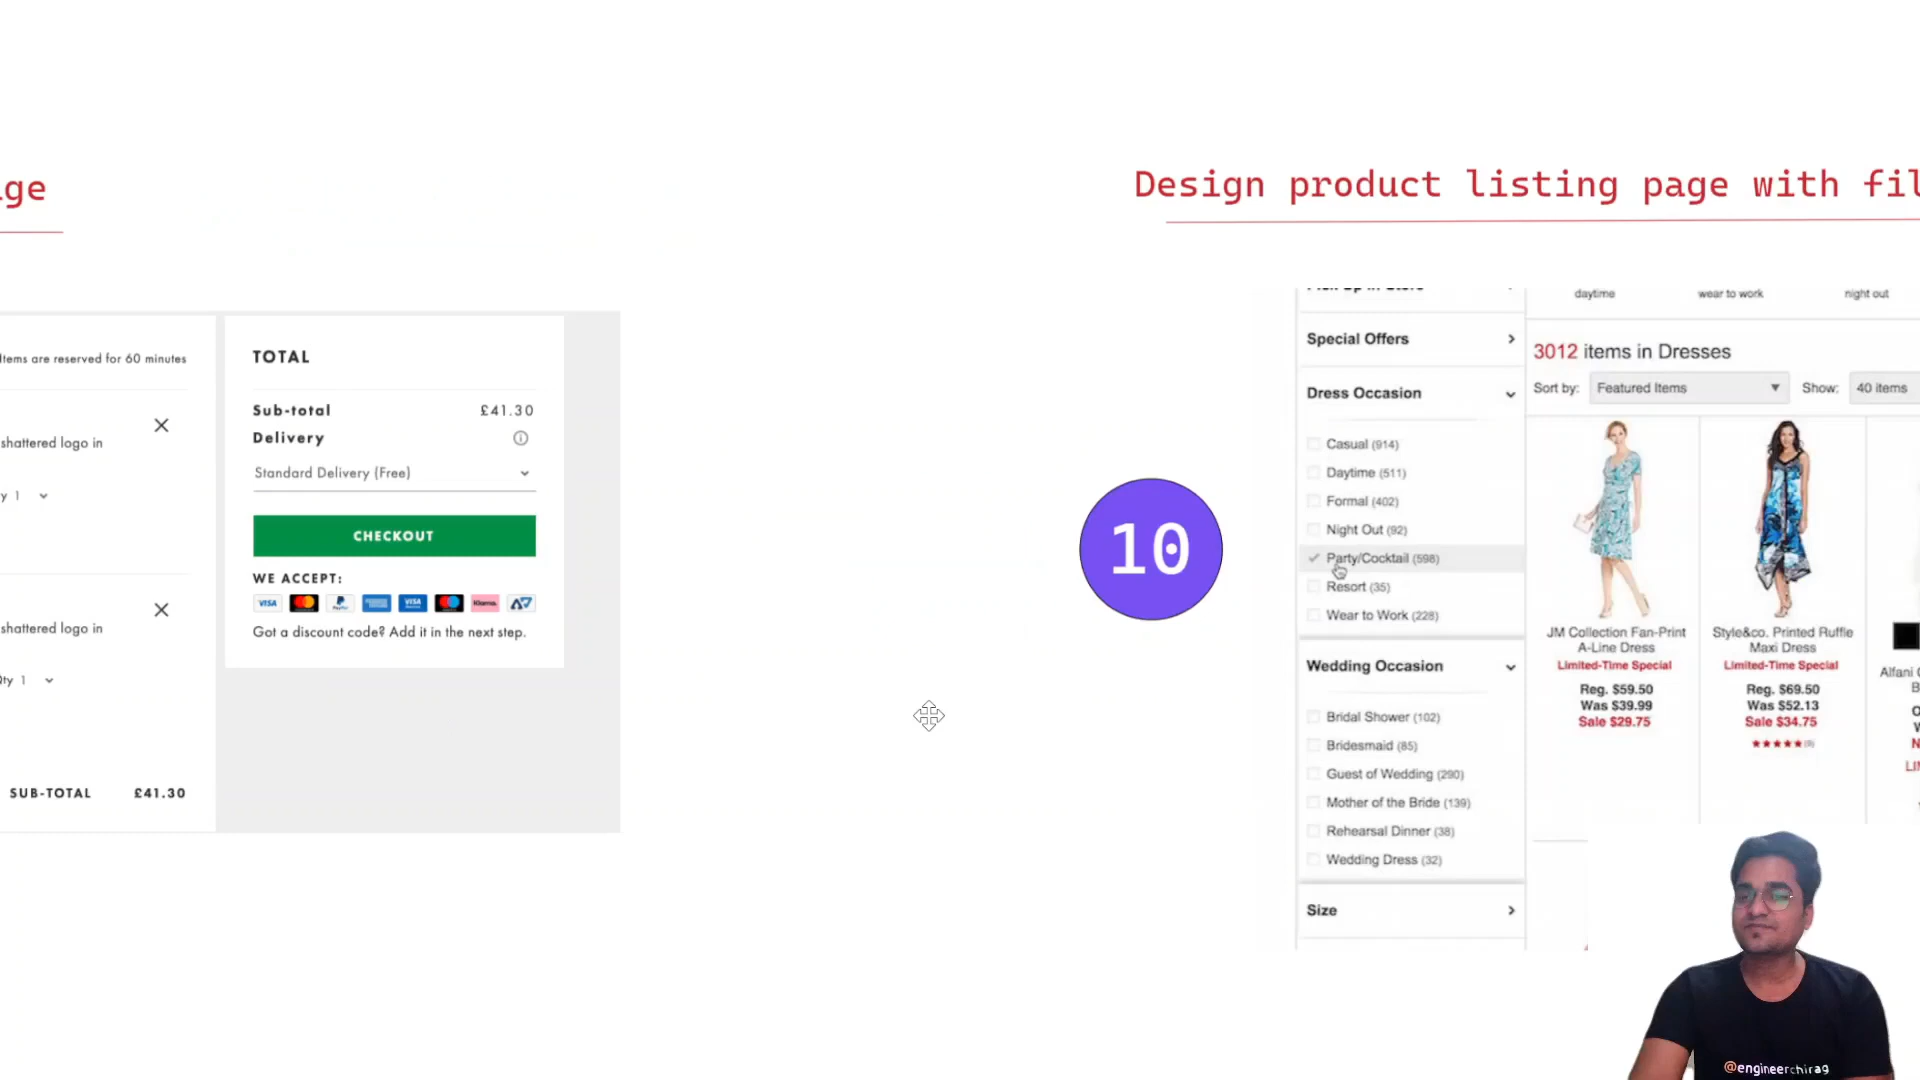 ge
Design product listing page with fil
tems are reserved for 60 minutes
shattered logo in
y 1
shattered logo in
Qty 1
SUB-TOTAL £41.30
TOTAL
Sub-total £41.30
Delivery
Standard Delivery (Free)
CHECKOUT
WE ACCEPT:
VISA PayPal VISA Klarna.
Got a discount code? Add it in the next step.
10
Special Offers
Dress Occasion
Casual (914)
Daytime (511)
Formal (402)
Night Out (92)
Party/Cocktail (598)
Resort (35)
Wear to Work (228)
Wedding Occasion
Bridal Shower (102)
Bridesmaid (85)
Guest of Wedding (290)
Mother of the Bride (139)
Rehearsal Dinner (38)
Wedding Dress (32)
Size
daytime wear to work night out
3012 items in Dresses
Sort by: Featured Items Show: 40 items
JM Collection Fan-Print
A-Line Dress
Limited-Time Special
Reg. $59.50
Was $39.99
Sale $29.75
Style&co. Printed Ruffle
Maxi Dress
Limited-Time Special
Reg. $69.50
Was $52.13
Sale $34.75
(9)
Alfani
@engineerchirag